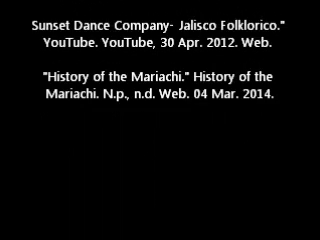 Sunset Dance Company- Jalisco Folklorico."
YouTube. YouTube, 30 Apr. 2012. Web.
"History of the Mariachi." History of the
Mariachi. N.p., n.d. Web. 04 Mar. 2014.